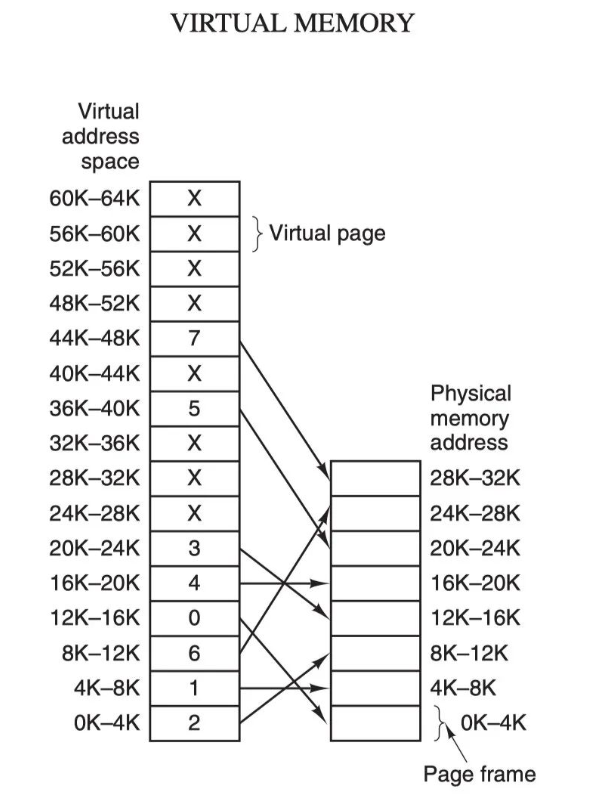 VIRTUAL MEMORY
Virtual
address
space
60K–64K X
56K–60K X Virtual page
52K–56K X
48K–52K X
44K–48K 7
40K–44K X
36K–40K 5
32K–36K X
28K–32K X
24K–28K X
20K–24K 3
16K–20K 4
12K–16K 0
8K–12K 6
4K–8K 1
0K–4K 2
Physical
memory
address
28K–32K
24K–28K
20K–24K
16K–20K
12K–16K
8K–12K
4K–8K
0K–4K
Page frame